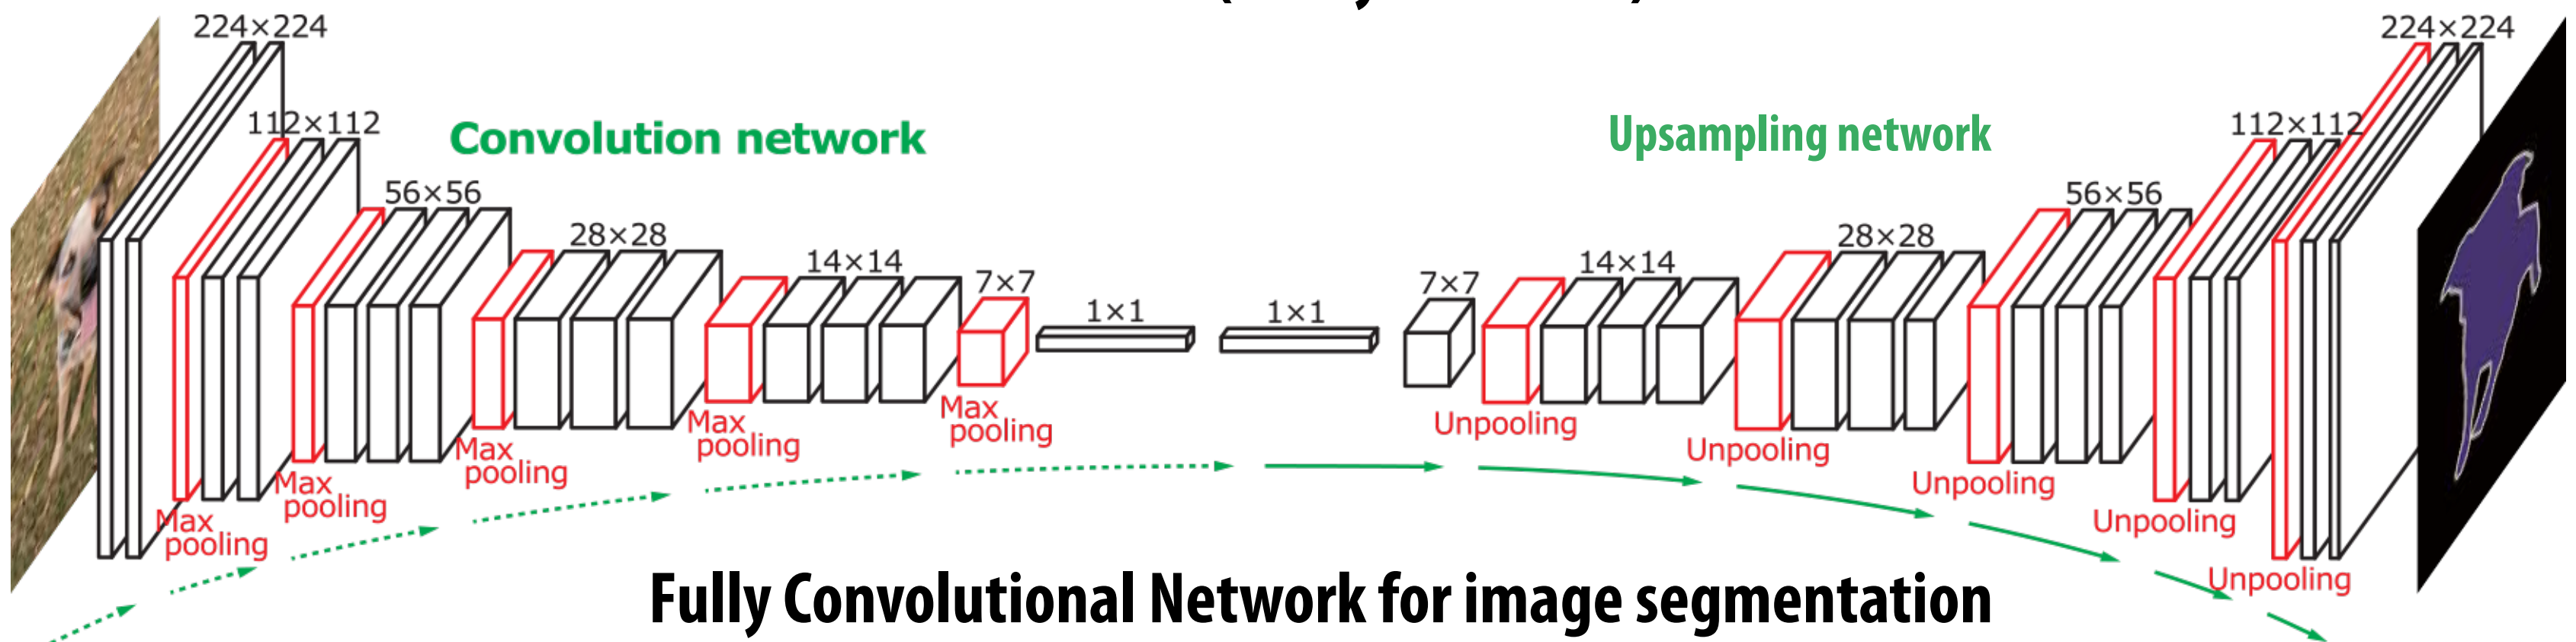 224×224
112×112
Convolution network
56×56
28×28
14×14
7×7
1×1
1×1
7×7
14×14
28×28
Upsampling network
56×56
112×112
224×224
Max
pooling
Max
pooling
Max
pooling
Max
pooling
Max
pooling
Unpooling
Unpooling
Unpooling
Unpooling
Unpooling
Fully Convolutional Network for image segmentation